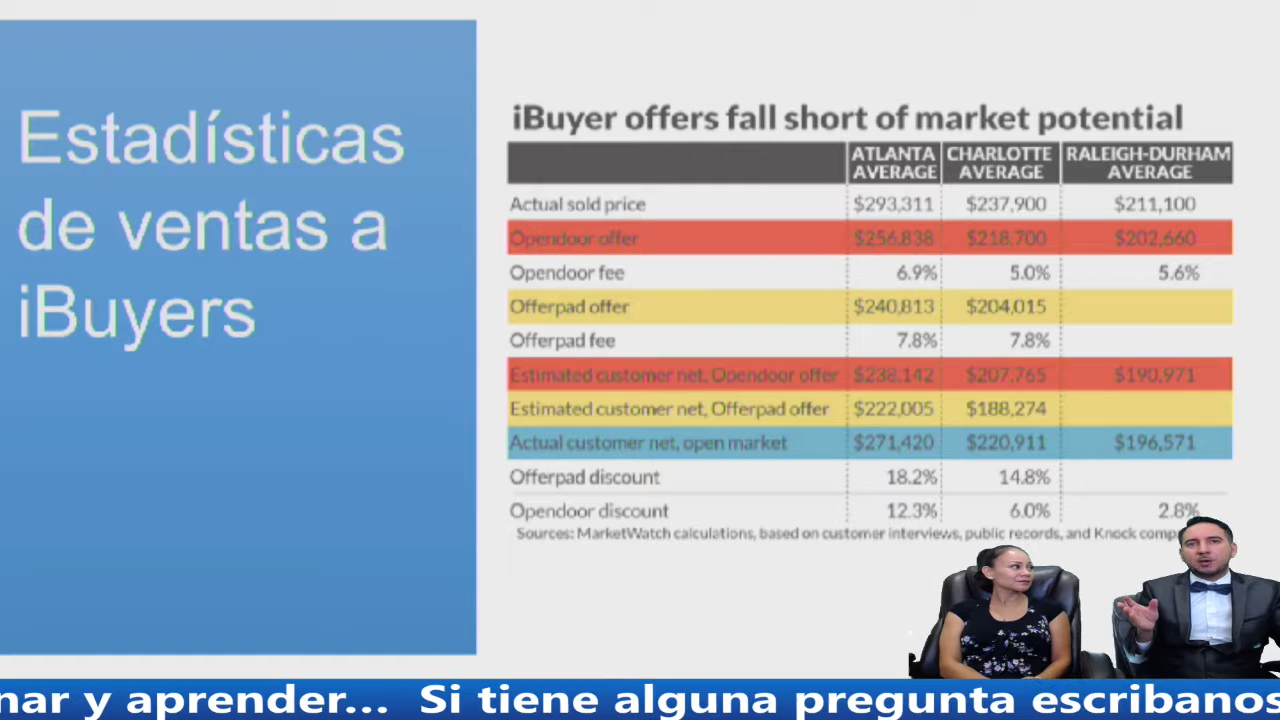 Estadísticas
de ventas a
iBuyers
iBuyer offers fall short of market potential
ATLANTA AVERAGE CHARLOTTE AVERAGE RALEIGH-DURHAM AVERAGE
Actual sold price $293,311 $237,900 $211,100
Opendoor offer $256,838 $218,700 $202,660
Opendoor fee 6.9% 5.0% 5.6%
Offerpad offer $240,813 $204,015
Offerpad fee 7.8% 7.8%
Estimated customer net, Opendoor offer $238,142 $207,765 $190,971
Estimated customer net, Offerpad offer $222,005 $188,274
Actual customer net, open market $271,420 $220,911 $196,571
Offerpad discount 18.2% 14.8%
Opendoor discount 12.3% 6.0% 2.8%
Sources: MarketWatch calculations, based on customer interviews, public records, and Knock comp
nar y aprender... Si tiene alguna pregunta escribanos